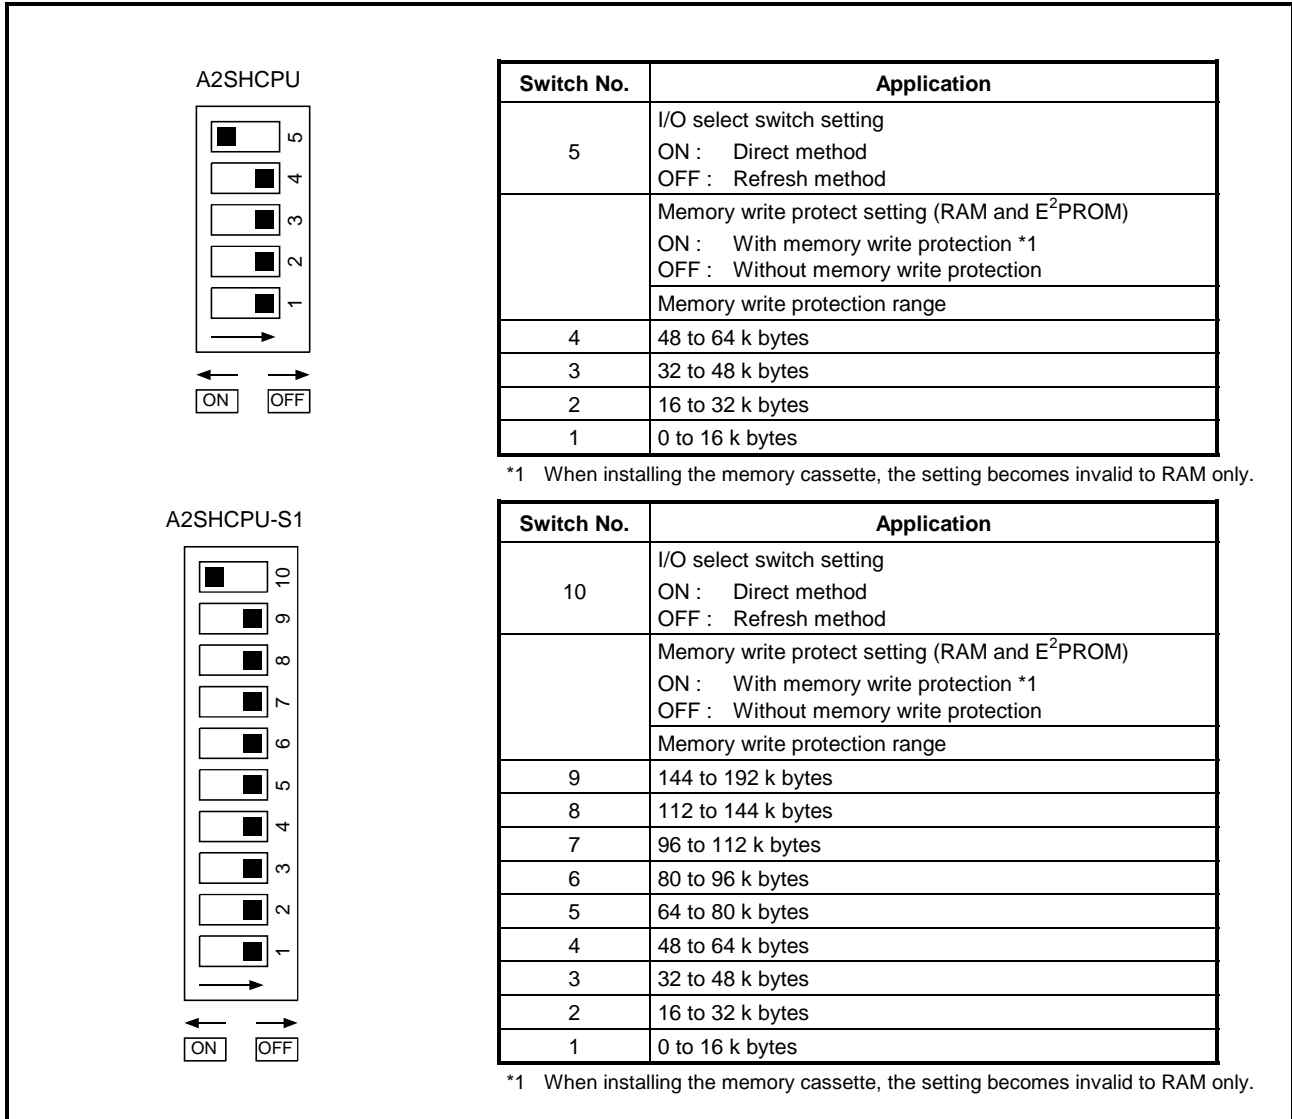 A2SHCPU
5
4
3
2
1
ON OFF
Switch No. Application
5 I/O select switch setting
ON : Direct method
OFF : Refresh method
Memory write protect setting (RAM and E²PROM)
ON : With memory write protection *1
OFF : Without memory write protection
Memory write protection range
4 48 to 64 k bytes
3 32 to 48 k bytes
2 16 to 32 k bytes
1 0 to 16 k bytes
*1 When installing the memory cassette, the setting becomes invalid to RAM only.
A2SHCPU-S1
10
9
8
7
6
5
4
3
2
1
ON OFF
Switch No. Application
10 I/O select switch setting
ON : Direct method
OFF : Refresh method
Memory write protect setting (RAM and E²PROM)
ON : With memory write protection *1
OFF : Without memory write protection
Memory write protection range
9 144 to 192 k bytes
8 112 to 144 k bytes
7 96 to 112 k bytes
6 80 to 96 k bytes
5 64 to 80 k bytes
4 48 to 64 k bytes
3 32 to 48 k bytes
2 16 to 32 k bytes
1 0 to 16 k bytes
*1 When installing the memory cassette, the setting becomes invalid to RAM only.